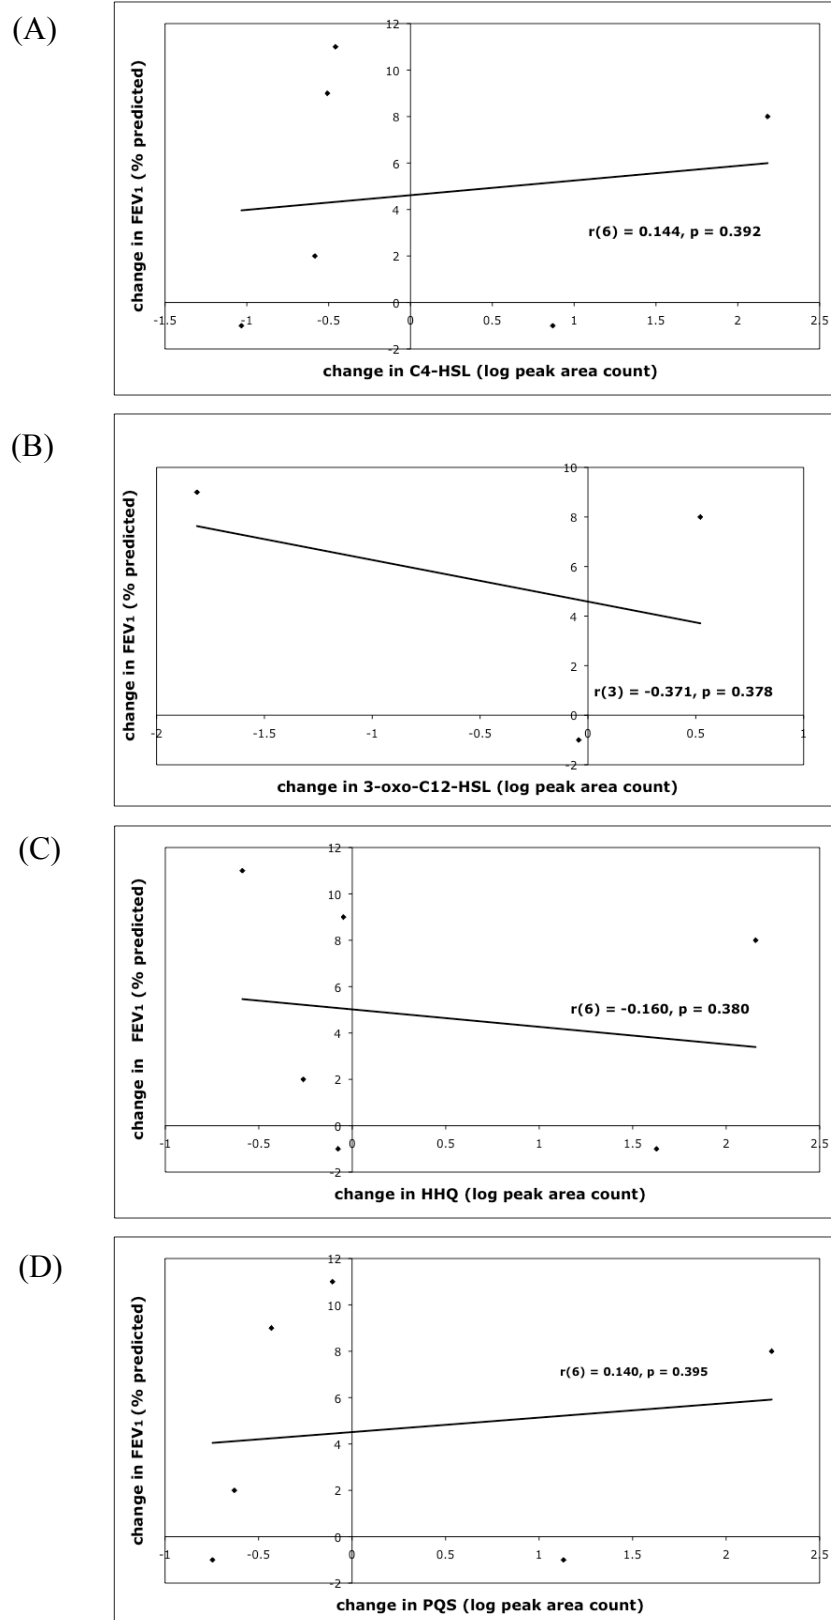 (A)
12
10
8
6
4
2
0
-2
-1.5 -1 -0.5 0 0.5 1 1.5 2 2.5
change in FEV1 (% predicted)
r(6) = 0.144, p = 0.392
change in C4-HSL (log peak area count)
(B)
10
8
6
4
2
0
-2
-2 -1.5 -1 -0.5 0 0.5 1
change in FEV1 (% predicted)
r(3) = -0.371, p = 0.378
change in 3-oxo-C12-HSL (log peak area count)
(C)
12
10
8
6
4
2
0
-2
-1 -0.5 0 0.5 1 1.5 2 2.5
change in FEV1 (% predicted)
r(6) = -0.160, p = 0.380
change in HHQ (log peak area count)
(D)
12
10
8
6
4
2
0
-2
-1 -0.5 0 0.5 1 1.5 2 2.5
change in FEV1 (% predicted)
r(6) = 0.140, p = 0.395
change in PQS (log peak area count)